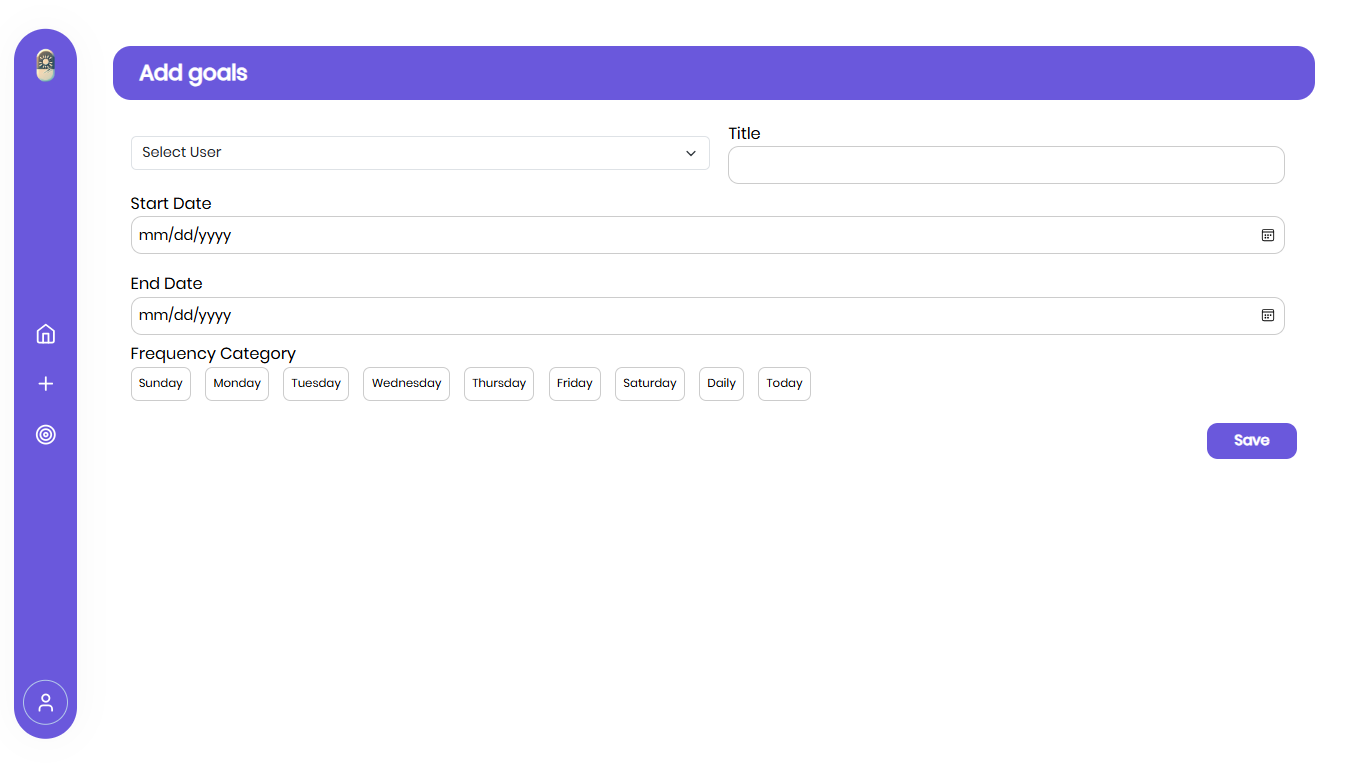 Add goals
Select User
Title
Start Date
mm/dd/yyyy
End Date
mm/dd/yyyy
Frequency Category
Sunday Monday Tuesday Wednesday Thursday Friday Saturday Daily Today
Save